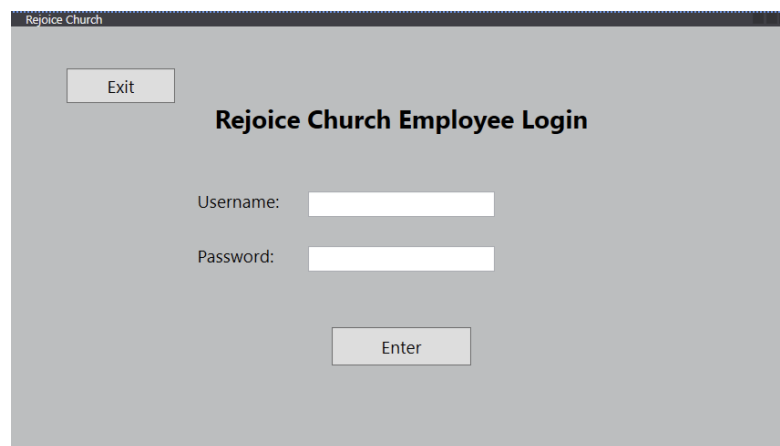 Rejoice Church
Exit
Rejoice Church Employee Login
Username:
Password:
Enter